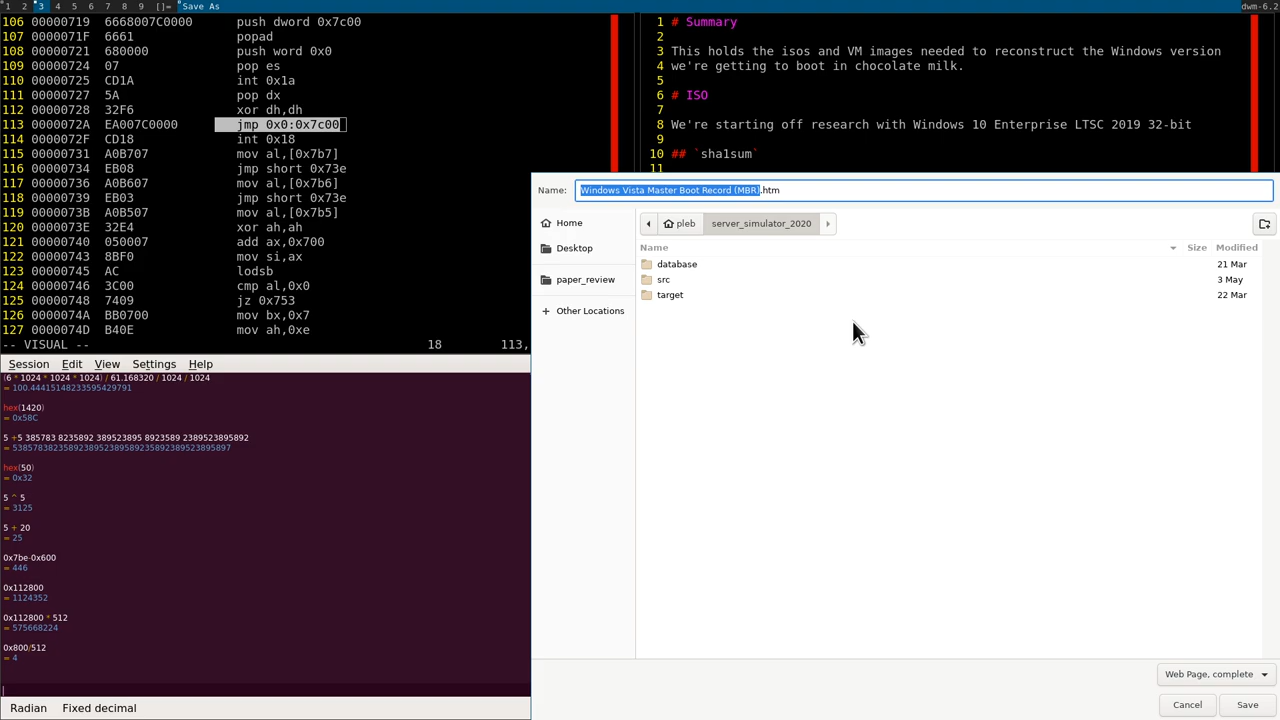 1 2 3 4 5 6 7 8 9 []= Save As dwm-6.2
106 00000719 6668007C0000 push dword 0x7c00
107 0000071F 6661 popad
108 00000721 680000 push word 0x0
109 00000724 07 pop es
110 00000725 CD1A int 0x1a
111 00000727 5A pop dx
112 00000728 32F6 xor dh,dh
113 0000072A EA007C0000 jmp 0x0:0x7c00
114 0000072F CD18 int 0x18
115 00000731 A0B707 mov al,[0x7b7]
116 00000734 EB08 jmp short 0x73e
117 00000736 A0B607 mov al,[0x7b6]
118 00000739 EB03 jmp short 0x73e
119 0000073B A0B507 mov al,[0x7b5]
120 0000073E 32E4 xor ah,ah
121 00000740 050007 add ax,0x700
122 00000743 8BF0 mov si,ax
123 00000745 AC lodsb
124 00000746 3C00 cmp al,0x0
125 00000748 7409 jz 0x753
126 0000074A BB0700 mov bx,0x7
127 0000074D B40E mov ah,0xe
-- VISUAL -- 18 113,
1 # Summary
2
3 This holds the isos and VM images needed to reconstruct the Windows version
4 we're getting to boot in chocolate milk.
5
6 # ISO
7
8 We're starting off research with Windows 10 Enterprise LTSC 2019 32-bit
9
10 ## `sha1sum`
11
Session Edit View Settings Help
(6 * 1024 * 1024 * 1024) / 61.168320 / 1024 / 1024
= 100.44415148233595429791
hex(1420)
= 0x58C
5 +5 385783 8235892 389523895 8923589 2389523895892
= 5385783823589238952389589235892389523895897
hex(50)
= 0x32
5 ^ 5
= 3125
5 + 20
= 25
0x7be-0x600
= 446
0x112800
= 1124352
0x112800 * 512
= 575668224
0x800/512
= 4
Radian Fixed decimal
Name: Windows Vista Master Boot Record (MBR).htm
Home
Desktop
paper_review
Other Locations
pleb server_simulator_2020
Name Size Modified
database 21 Mar
src 3 May
target 22 Mar
Web Page, complete
Cancel Save